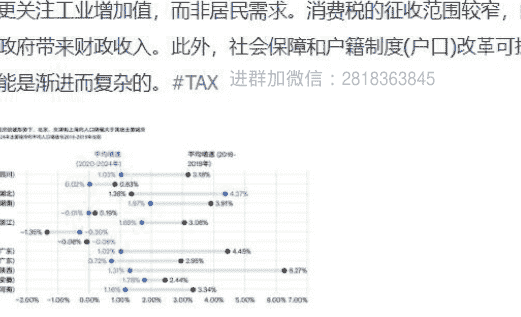 更关注工业增加值，而非居民需求。消费税的征收范围较窄，
政府带来财政收入。此外，社会保障和户籍制度(户口)改革可
能是渐进而复杂的。#TAX 进群加微信：2818363845
平均增速 平均增速 (2016-
(2020-2024年) 2019年)
四川) 1.03% 3.18%
0.02% 0.83%
湖北) 1.36% 4.37%
湖南) 1.97% 3.91%
-0.01% 0.19%
浙江) 1.69% 3.06%
-1.35% -0.30%
-0.06%
广东) 1.02% 4.45%
广东) 0.72% 2.95%
陕西) 1.31% 6.27%
安徽) 1.78% 2.44%
河南) 1.16% 3.34%
-2.00% -1.00% 0.00% 1.00% 2.00% 3.00% 4.00% 5.00% 6.00% 7.00%